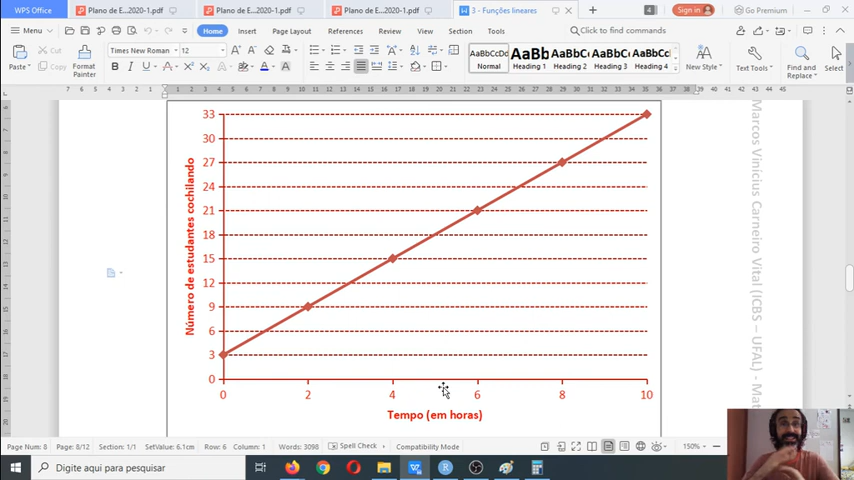 WPS Office
Plano de E...2020-1.pdf
Plano de E...2020-1.pdf
Plano de E...2020-1.pdf
3 - Funções lineares
4
Sign in
Go Premium
Menu
Home
Insert
Page Layout
References
Review
View
Section
Tools
Click to find commands
Paste
Cut
Copy
Format
Painter
Times New Roman
12
AaBbCcDd
Normal
AaBb
Heading 1
AaBbC
Heading 2
AaBbC
Heading 3
AaBbCc
Heading 4
New Style
Text Tools
Find and
Replace
Select
33
30
27
24
21
18
15
12
9
6
3
0
0 2 4 6 8 10
Número de estudantes cochilando
Tempo (em horas)
Marcos Vinícius Carneiro Vital (ICBS – UFAL) - Mat
Page Num: 8
Page: 8/12
Section: 1/1
SetValue: 6.1cm
Row: 6
Column: 1
Words: 3098
Spell Check
Compatibility Mode
150%
Digite aqui para pesquisar